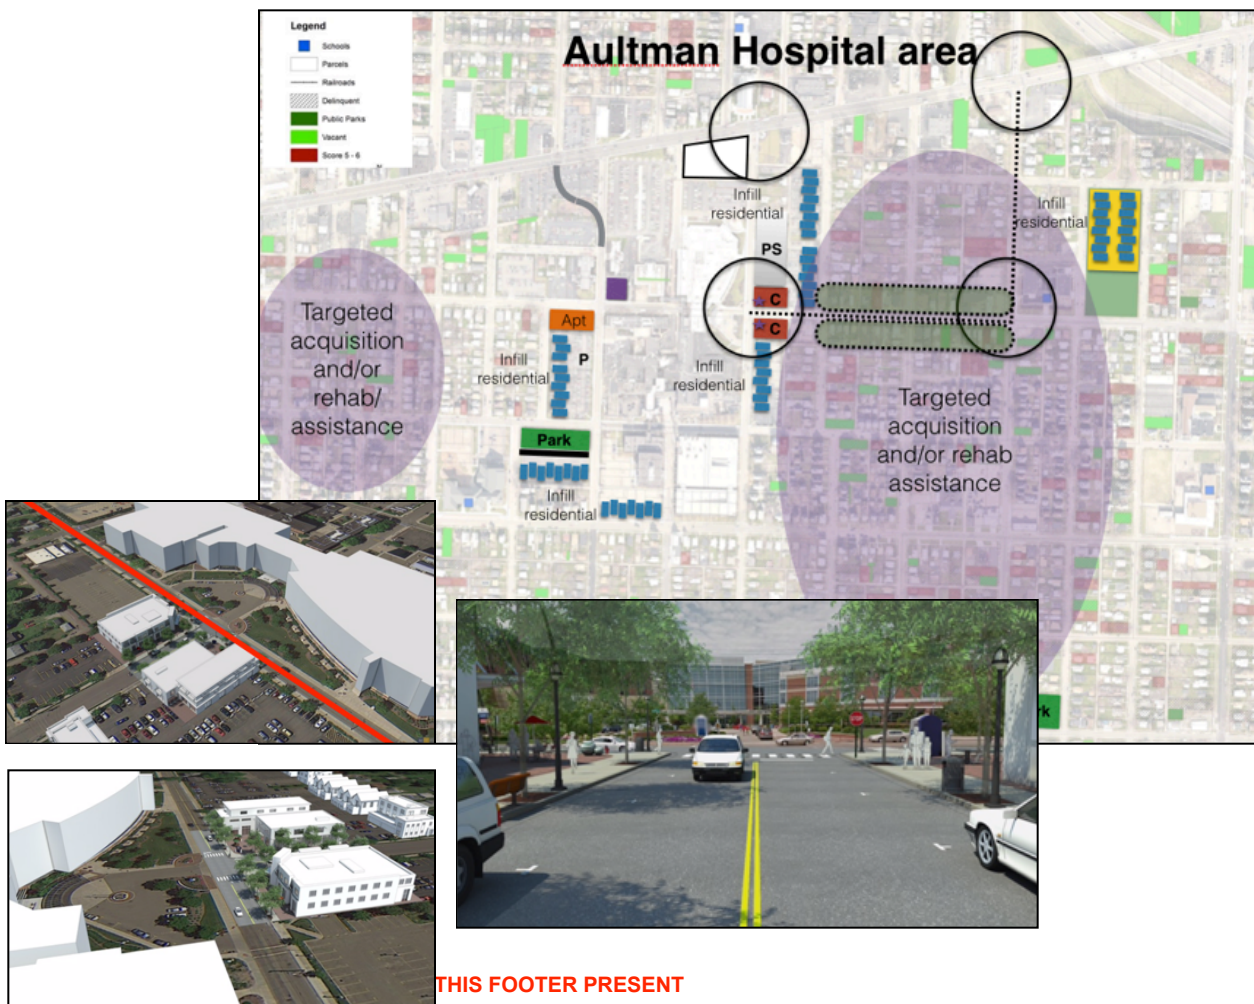 Aultman Hospital area
Legend
Schools
Parcels
Railroads
Delinquent
Public Parks
Vacant
Score 5 - 6
Infill
residential
Infill
residential
PS
C
C
Targeted
acquisition
and/or
rehab/
assistance
Apt
P
Infill
residential
Infill
residential
Targeted
acquisition
and/or rehab
assistance
Park
Infill
residential
rk
STOP
THIS FOOTER PRESENT